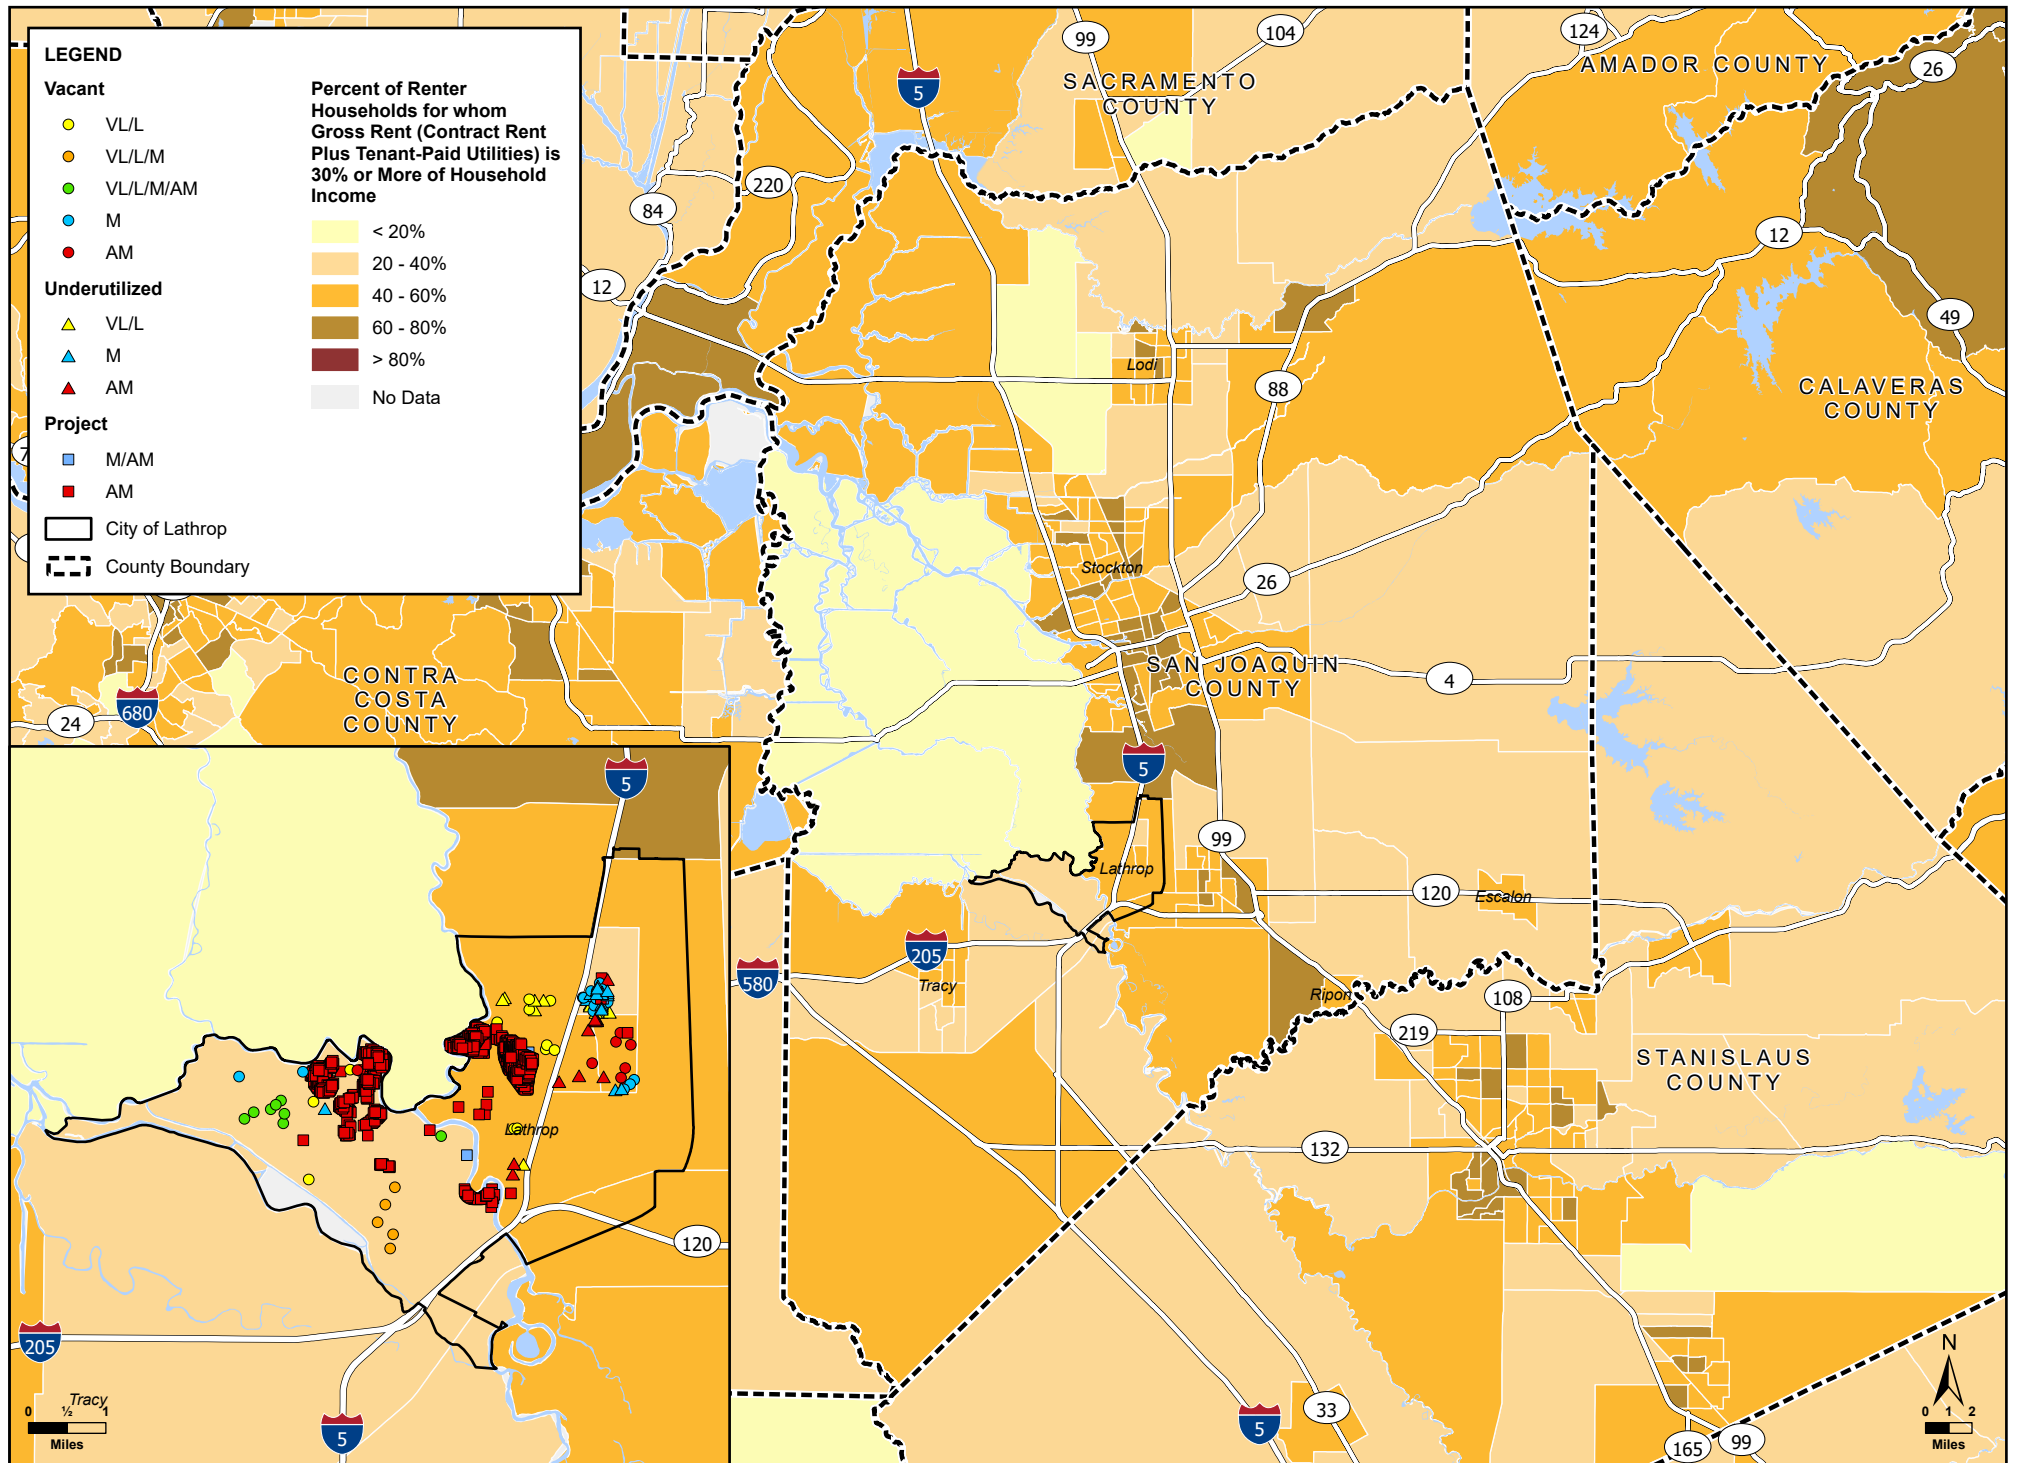 LEGEND
Vacant
VL/L
VL/L/M
VL/L/M/AM
M
AM
Underutilized
VL/L
M
AM
Project
M/AM
AM
City of Lathrop
County Boundary
Percent of Renter
Households for whom
Gross Rent (Contract Rent
Plus Tenant-Paid Utilities) is
30% or More of Household
Income
< 20%
20 - 40%
40 - 60%
60 - 80%
> 80%
No Data
5
99
104
124
26
SACRAMENTO
COUNTY
AMADOR COUNTY
220
84
12
12
49
Lodi
88
CALAVERAS
COUNTY
Stockton
26
SAN JOAQUIN
COUNTY
4
CONTRA
COSTA
COUNTY
680
24
5
99
Lathrop
120
Escalon
205
580
Tracy
Ripon
108
219
STANISLAUS
COUNTY
132
5
33
165
99
N
0 1 2
Miles
5
Lathrop
120
205
5
Tracy
0 ½ 1
Miles